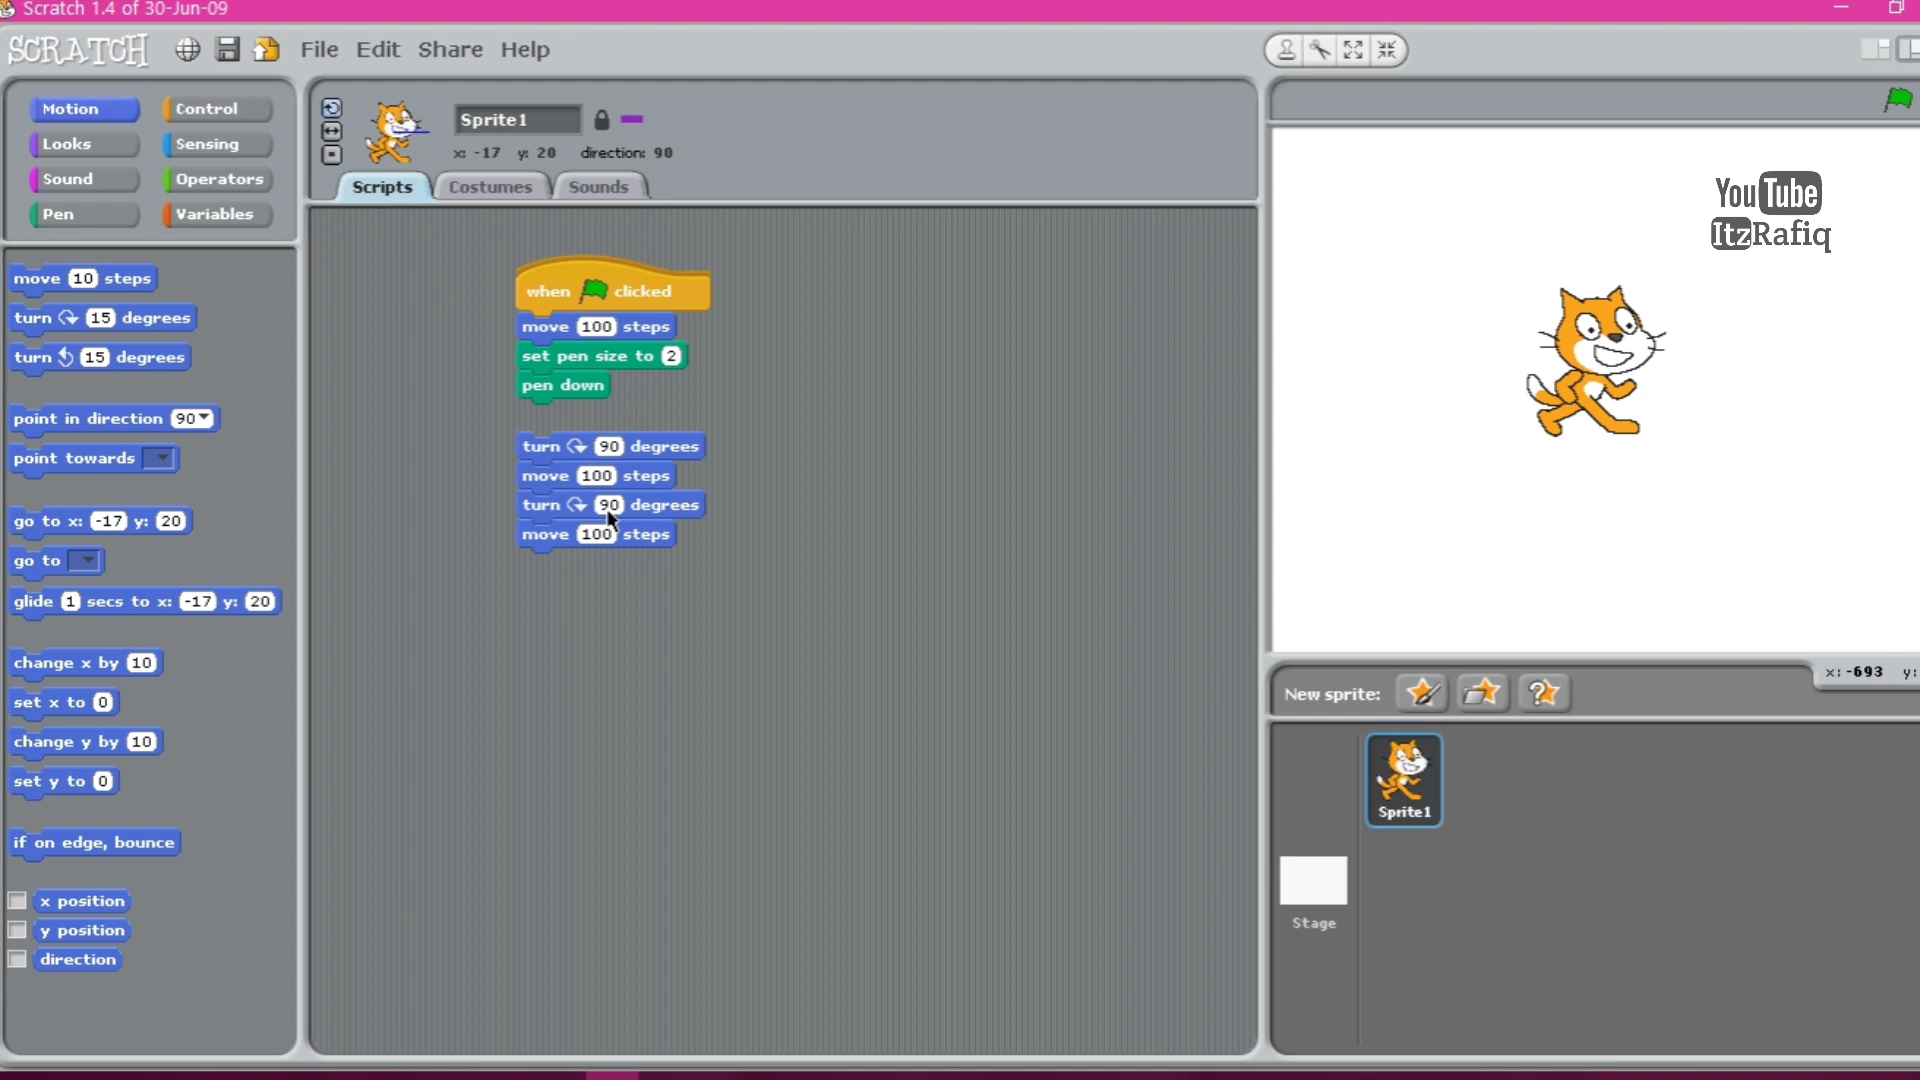 Scratch 1.4 of 30-Jun-09
SCRATCH File Edit Share Help
Motion Control
Looks Sensing
Sound Operators
Pen Variables
move 10 steps
turn 15 degrees
turn 15 degrees
point in direction 90
point towards
go to x: -17 y: 20
go to
glide 1 secs to x: -17 y: 20
change x by 10
set x to 0
change y by 10
set y to 0
if on edge, bounce
x position
y position
direction
Sprite1
x: -17 y: 20 direction: 90
Scripts Costumes Sounds
when clicked
move 100 steps
set pen size to 2
pen down
turn 90 degrees
move 100 steps
turn 90 degrees
move 100 steps
YouTube
ItzRafiq
x: -693 y:
New sprite:
Sprite1
Stage